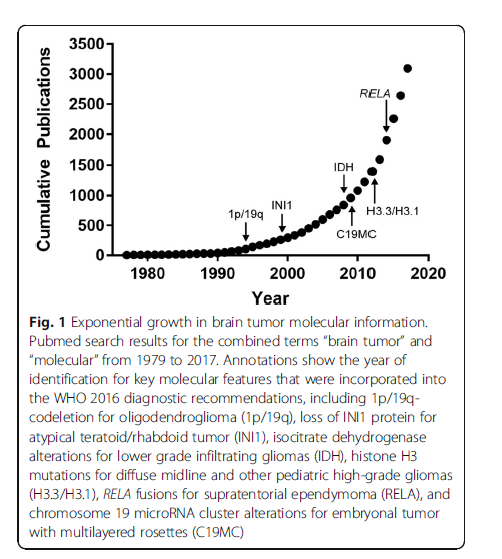 3500
3000
2500
2000
1500
1000
500
0
Cumulative Publications
1p/19q
INI1
IDH
C19MC
H3.3/H3.1
RELA
1980 1990 2000 2010 2020
Year
Fig. 1 Exponential growth in brain tumor molecular information.
Pubmed search results for the combined terms “brain tumor” and
“molecular” from 1979 to 2017. Annotations show the year of
identification for key molecular features that were incorporated into
the WHO 2016 diagnostic recommendations, including 1p/19q-
codeletion for oligodendroglioma (1p/19q), loss of INI1 protein for
atypical teratoid/rhabdoid tumor (INI1), isocitrate dehydrogenase
alterations for lower grade infiltrating gliomas (IDH), histone H3
mutations for diffuse midline and other pediatric high-grade gliomas
(H3.3/H3.1), RELA fusions for supratentorial ependymoma (RELA), and
chromosome 19 microRNA cluster alterations for embryonal tumor
with multilayered rosettes (C19MC)